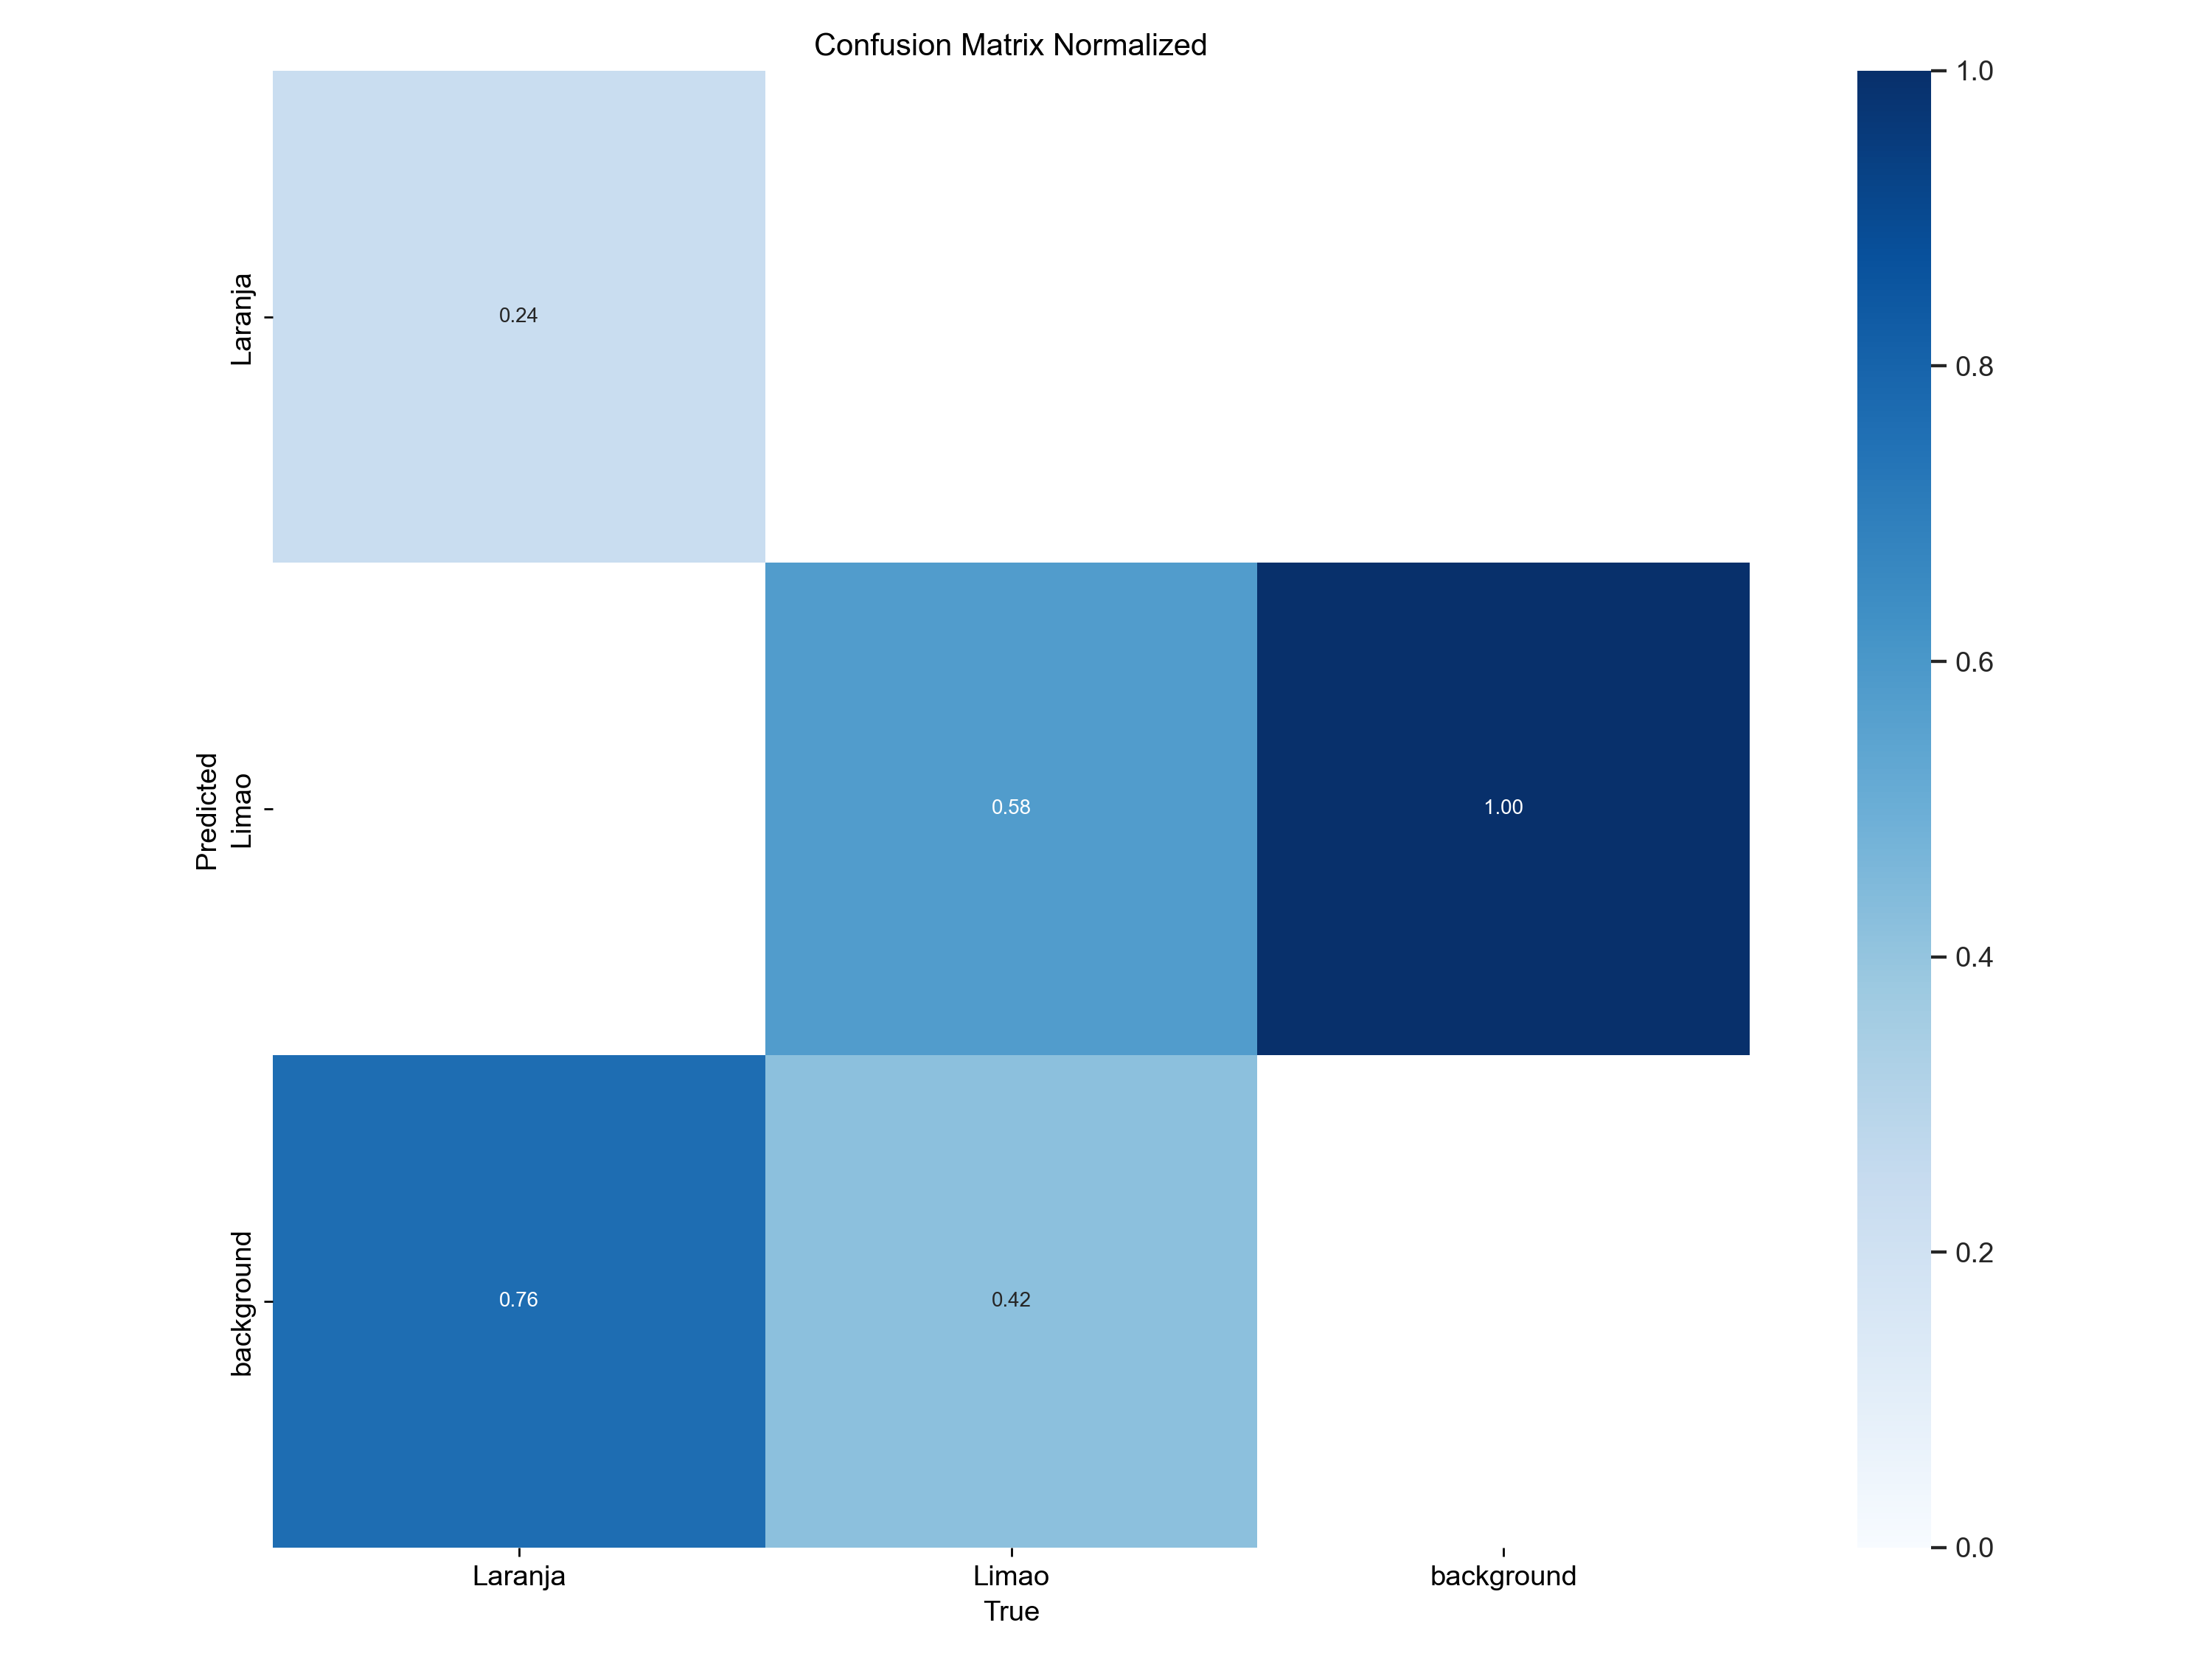 Confusion Matrix Normalized
1.0
0.8
0.6
0.4
0.2
0.0
Predicted
Laranja
0.24
Limao
0.58
1.00
background
0.76
0.42
Laranja
Limao
background
True